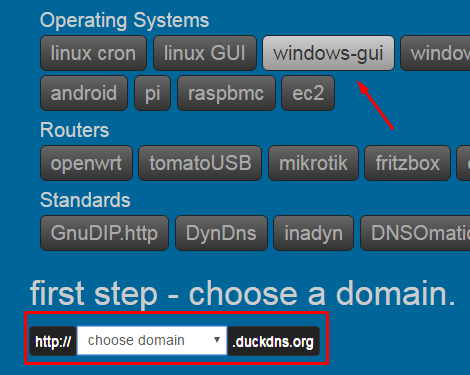 Operating Systems
linux cron linux GUI windows-gui
android pi raspbmc ec2
Routers
openwrt tomatoUSB mikrotik fritzbox
Standards
GnuDIP.http DynDns inadyn DNSOmatic
first step - choose a domain.
http:// choose domain .duckdns.org